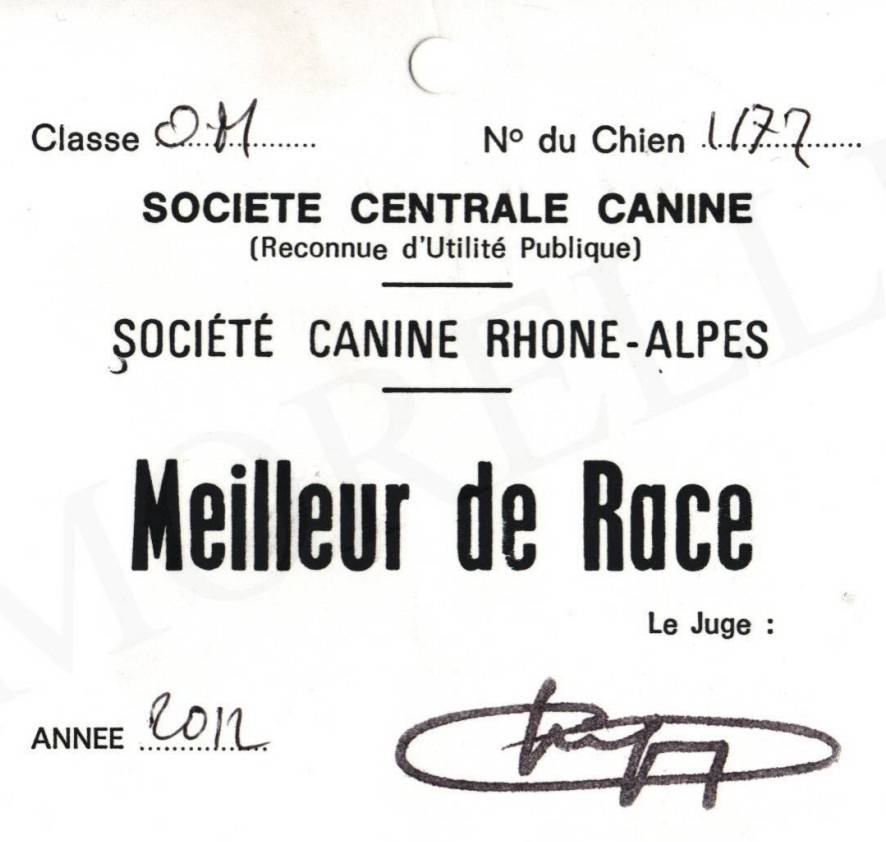 Classe OM N° du Chien 1177
SOCIETE CENTRALE CANINE
(Reconnue d'Utilité Publique)
SOCIÉTÉ CANINE RHONE-ALPES
Meilleur de Race
Le Juge :
ANNEE 2012
MORELL